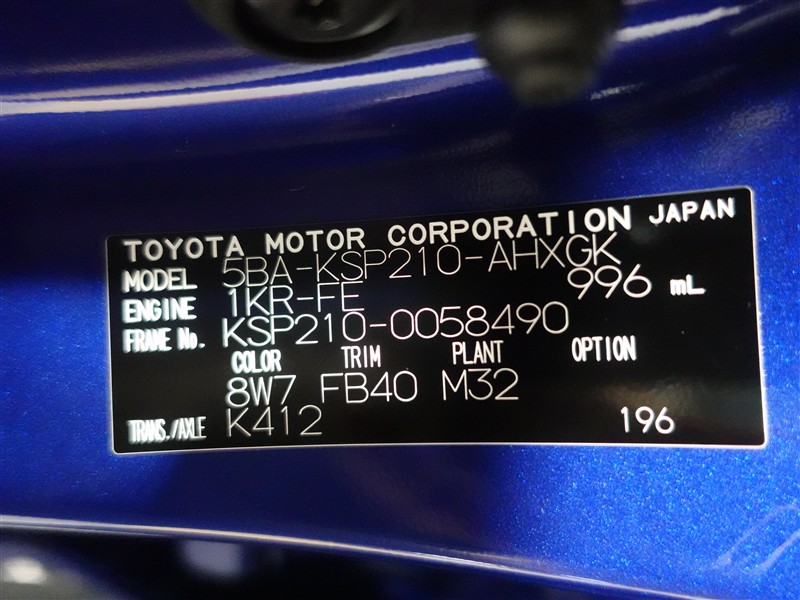 TOYOTA MOTOR CORPORATION JAPAN
MODEL 5BA-KSP210-AHXGK
ENGINE 1KR-FE 996 mL
FRAME No. KSP210-0058490
COLOR TRIM PLANT OPTION
8W7 FB40 M32
TRANS./AXLE K412 196